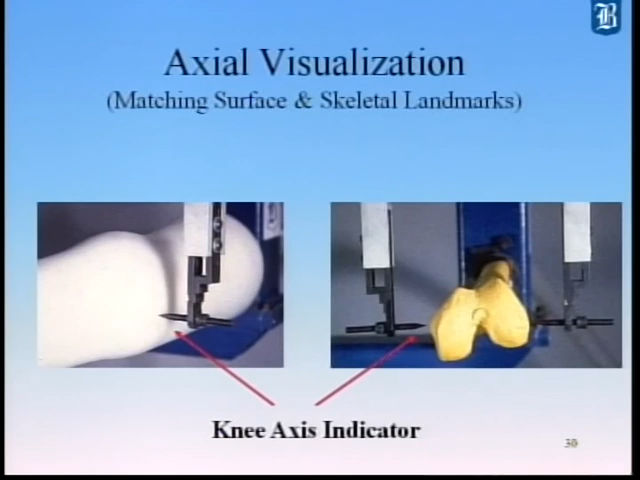 B
Axial Visualization
(Matching Surface & Skeletal Landmarks)
Knee Axis Indicator
30